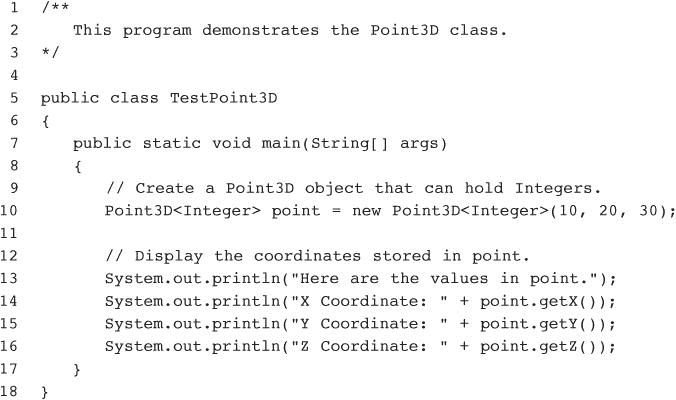 1 /**
2    This program demonstrates the Point3D class.
3 */
4
5 public class TestPoint3D
6 {
7    public static void main(String[] args)
8    {
9       // Create a Point3D object that can hold Integers.
10       Point3D<Integer> point = new Point3D<Integer>(10, 20, 30);
11
12       // Display the coordinates stored in point.
13       System.out.println("Here are the values in point.");
14       System.out.println("X Coordinate: " + point.getX());
15       System.out.println("Y Coordinate: " + point.getY());
16       System.out.println("Z Coordinate: " + point.getZ());
17    }
18 }